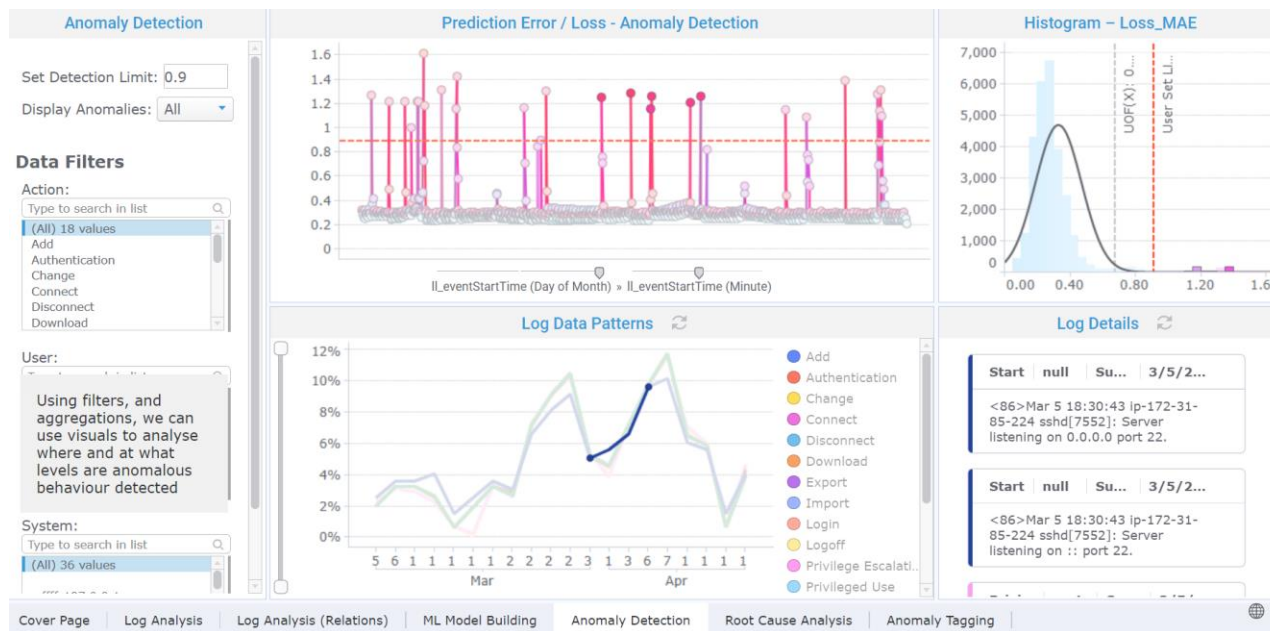 Anomaly Detection
Set Detection Limit: 0.9
Display Anomalies: All
Data Filters
Action:
Type to search in list
(All) 18 values
Add
Authentication
Change
Connect
Disconnect
Download
User:
Using filters, and
aggregations, we can
use visuals to analyse
where and at what
levels are anomalous
behaviour detected
System:
Type to search in list
(All) 36 values
Prediction Error / Loss - Anomaly Detection
1.6
1.4
1.2
1
0.8
0.6
0.4
0.2
0
ll_eventStartTime (Day of Month) » ll_eventStartTime (Minute)
Histogram – Loss_MAE
7,000
6,000
5,000
4,000
3,000
2,000
1,000
0
0.00 0.40 0.80 1.20 1.6
UOF(X): 0....
User Set LI...
Log Data Patterns
12%
10%
8%
6%
4%
2%
0%
5 6 1 1 1 1 1 2 2 2 3 1 3 6 7 1 1 1 1
Mar Apr
Add
Authentication
Change
Connect
Disconnect
Download
Export
Import
Login
Logoff
Privilege Escalati..
Privileged Use
Log Details
Start null Su... 3/5/2...
<86>Mar 5 18:30:43 ip-172-31-
85-224 sshd[7552]: Server
listening on 0.0.0.0 port 22.
Start null Su... 3/5/2...
<86>Mar 5 18:30:43 ip-172-31-
85-224 sshd[7552]: Server
listening on :: port 22.
Cover Page Log Analysis Log Analysis (Relations) ML Model Building Anomaly Detection Root Cause Analysis Anomaly Tagging